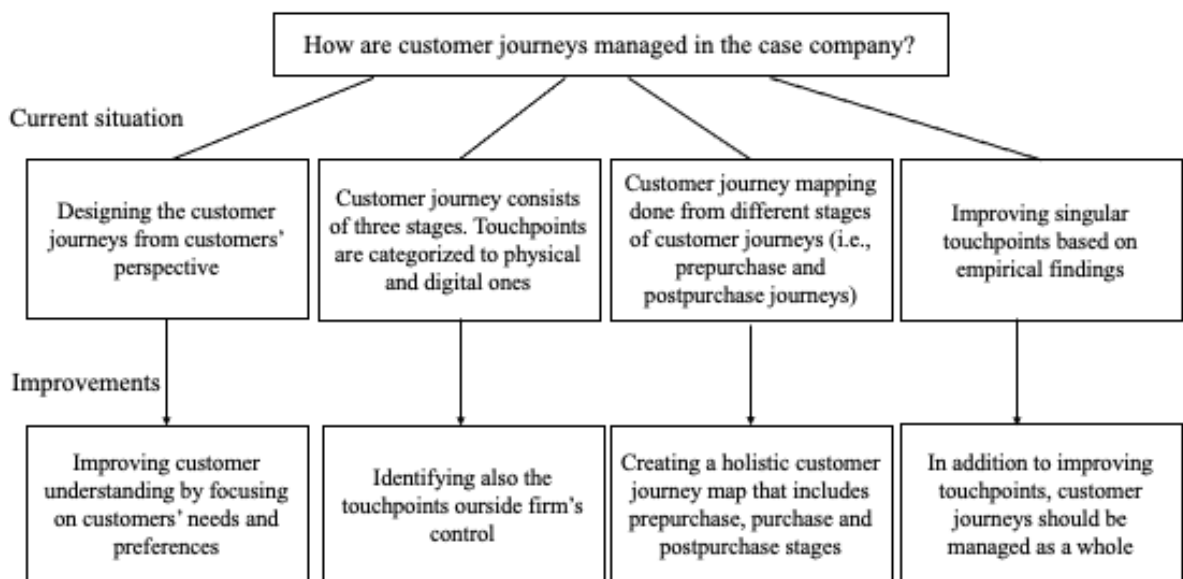 How are customer journeys managed in the case company?
Current situation
Designing the customer
journeys from customers’
perspective
Customer journey consists
of three stages. Touchpoints
are categorized to physical
and digital ones
Customer journey mapping
done from different stages
of customer journeys (i.e.,
prepurchase and
postpurchase journeys)
Improving singular
touchpoints based on
empirical findings
Improvements
Improving customer
understanding by focusing
on customers’ needs and
preferences
Identifying also the
touchpoints ourside firm’s
control
Creating a holistic customer
journey map that includes
prepurchase, purchase and
postpurchase stages
In addition to improving
touchpoints, customer
journeys should be
managed as a whole